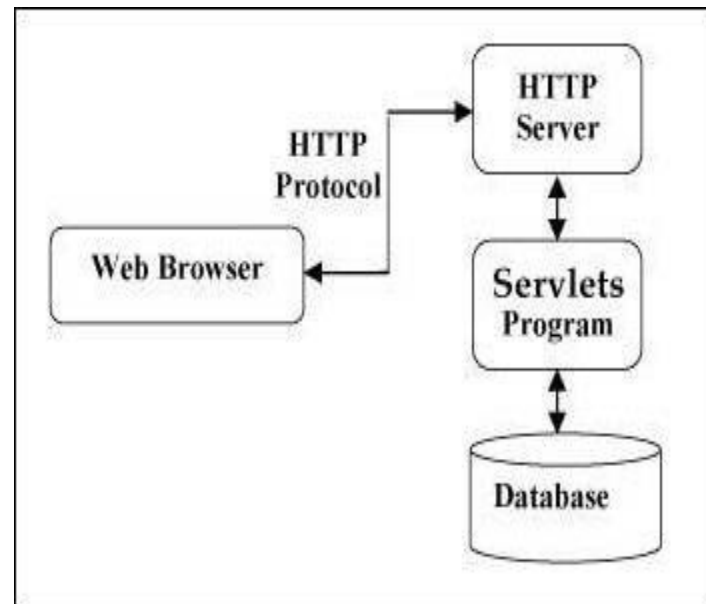 HTTP
Server
HTTP
Protocol
Web Browser
Servlets
Program
Database